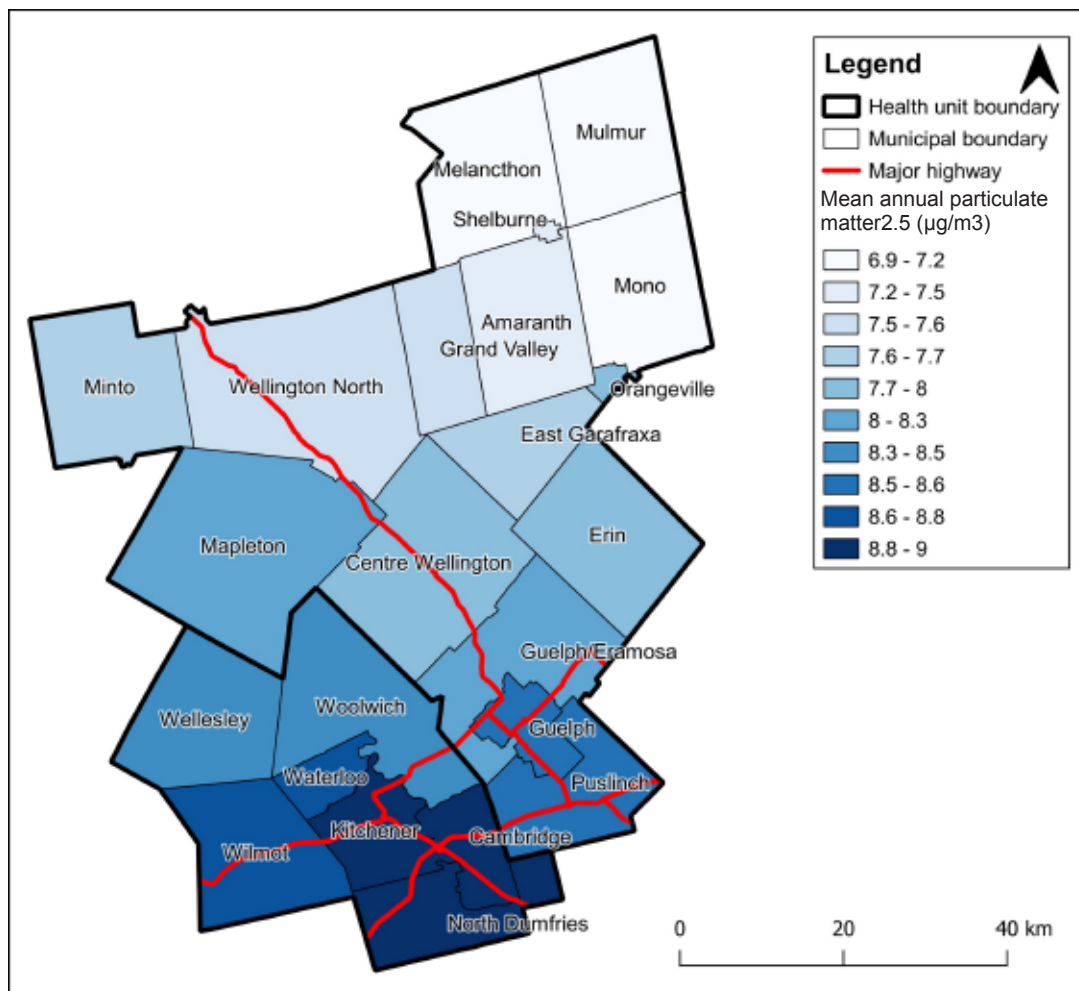 Legend
Health unit boundary
Municipal boundary
Major highway
Mean annual particulate
matter2.5 (µg/m3)
6.9 - 7.2
7.2 - 7.5
7.5 - 7.6
7.6 - 7.7
7.7 - 8
8 - 8.3
8.3 - 8.5
8.5 - 8.6
8.6 - 8.8
8.8 - 9
Mulmur
Melancthon
Shelburne
Mono
Amaranth
Grand Valley
Minto
Wellington North
Orangeville
East Garafraxa
Erin
Mapleton
Centre Wellington
Guelph/Eramosa
Woolwich
Wellesley
Guelph
Waterloo
Puslinch
Kitchener
Cambridge
Wilmot
North Dumfries
0 20 40 km